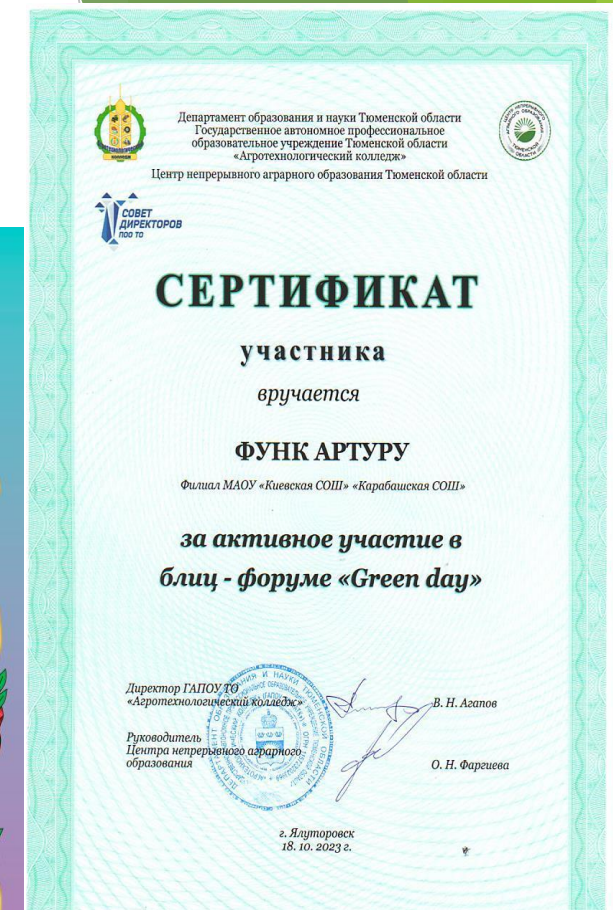 Департамент образования и науки Тюменской области
Государственное автономное профессиональное
образовательное учреждение Тюменской области
«Агротехнологический колледж»
Центр непрерывного аграрного образования Тюменской области
СОВЕТ
ДИРЕКТОРОВ
ПОО ТО
СЕРТИФИКАТ
участника
вручается
ФУНК АРТУРУ
Филиал МАОУ «Киевская СОШ» «Карабашская СОШ»
за активное участие в
блиц - форуме «Green day»
Директор ГАПОУ ТО
«Агротехнологический колледж»
В. Н. Агапов
Руководитель
Центра непрерывного аграрного
образования
О. Н. Фаргиева
г. Ялуторовск
18. 10. 2023 г.